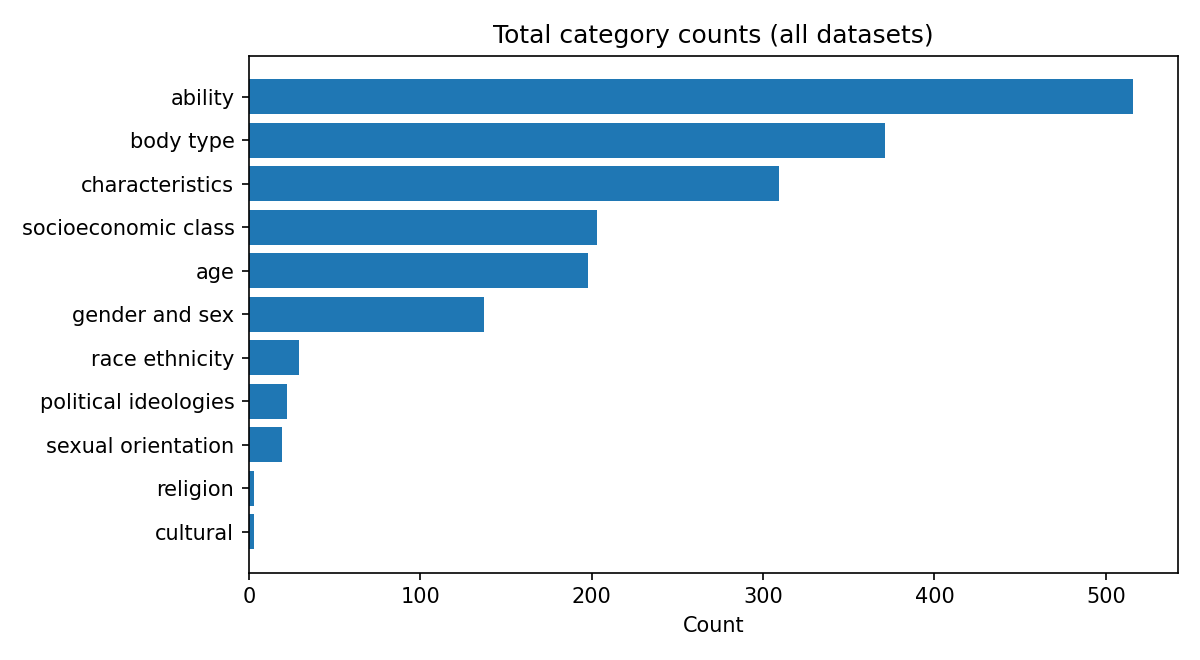 Total category counts (all datasets)
ability
body type
characteristics
socioeconomic class
age
gender and sex
race ethnicity
political ideologies
sexual orientation
religion
cultural
0 100 200 300 400 500
Count